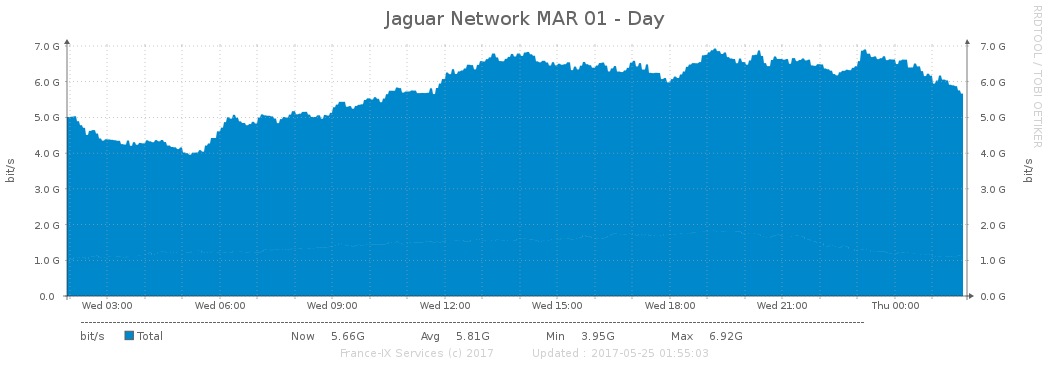 Jaguar Network MAR 01 - Day
RRDTOOL / TOBI OETIKER
bit/s
bit/s
7.0 G 7.0 G
6.0 G 6.0 G
5.0 G 5.0 G
4.0 G 4.0 G
3.0 G 3.0 G
2.0 G 2.0 G
1.0 G 1.0 G
0.0 0.0 G
Wed 03:00 Wed 06:00 Wed 09:00 Wed 12:00 Wed 15:00 Wed 18:00 Wed 21:00 Thu 00:00
bit/s Total Now 5.66G Avg 5.81G Min 3.95G Max 6.92G
France-IX Services (c) 2017 Updated : 2017-05-25 01:55:03